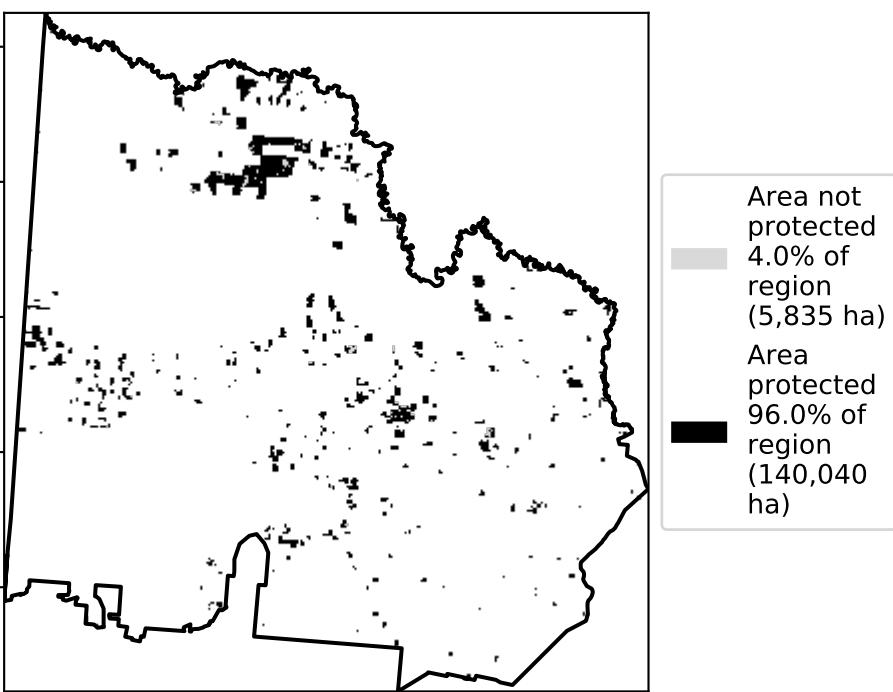 Area not
protected
4.0% of
region
(5,835 ha)
Area
protected
96.0% of
region
(140,040
ha)